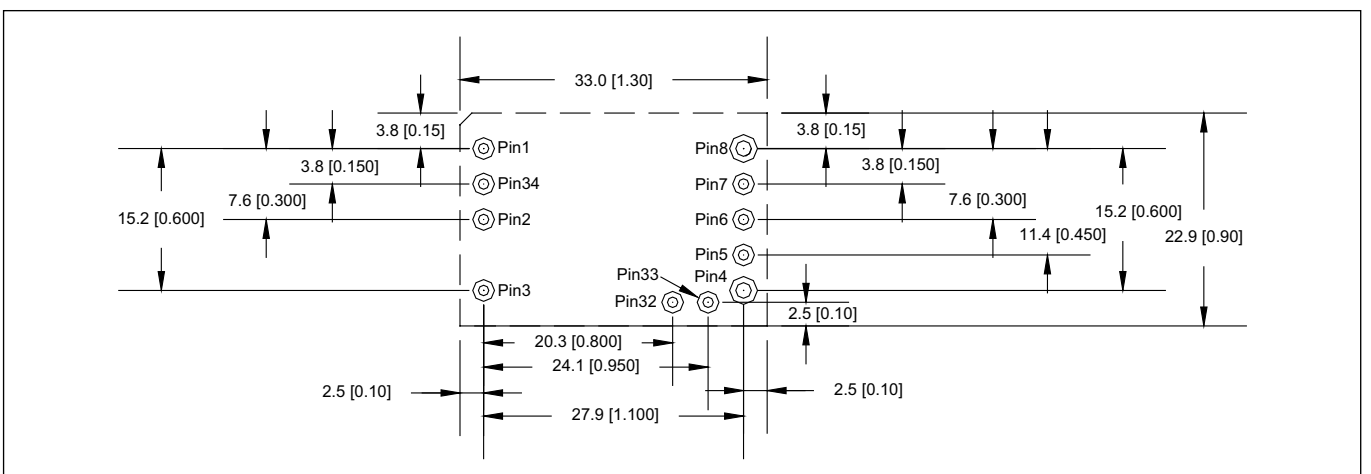 33.0 [1.30]
3.8 [0.15]
3.8 [0.15]
Pin1
Pin8
3.8 [0.150]
3.8 [0.150]
Pin34
Pin7
7.6 [0.300]
7.6 [0.300]
15.2 [0.600]
15.2 [0.600]
Pin2
Pin6
11.4 [0.450]
22.9 [0.90]
Pin5
Pin33
Pin4
Pin3
Pin32
2.5 [0.10]
20.3 [0.800]
24.1 [0.950]
2.5 [0.10]
2.5 [0.10]
27.9 [1.100]